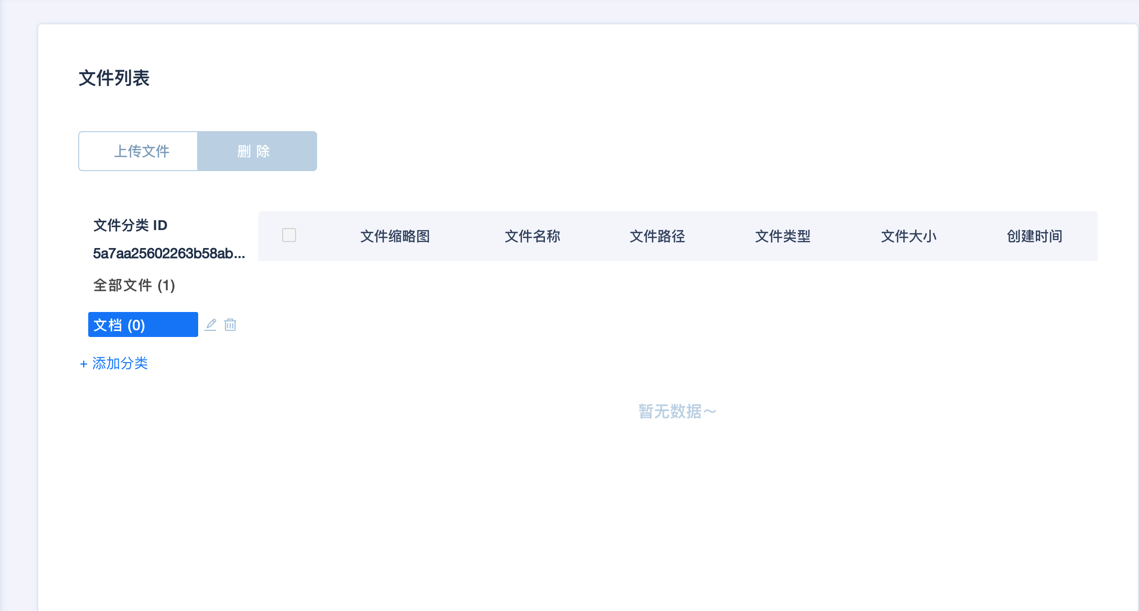 文件列表
上传文件 删 除
文件分类 ID
5a7aa25602263b58ab...
全部文件 (1)
文档 (0)
+ 添加分类
文件缩略图 文件名称 文件路径 文件类型 文件大小 创建时间
暂无数据～